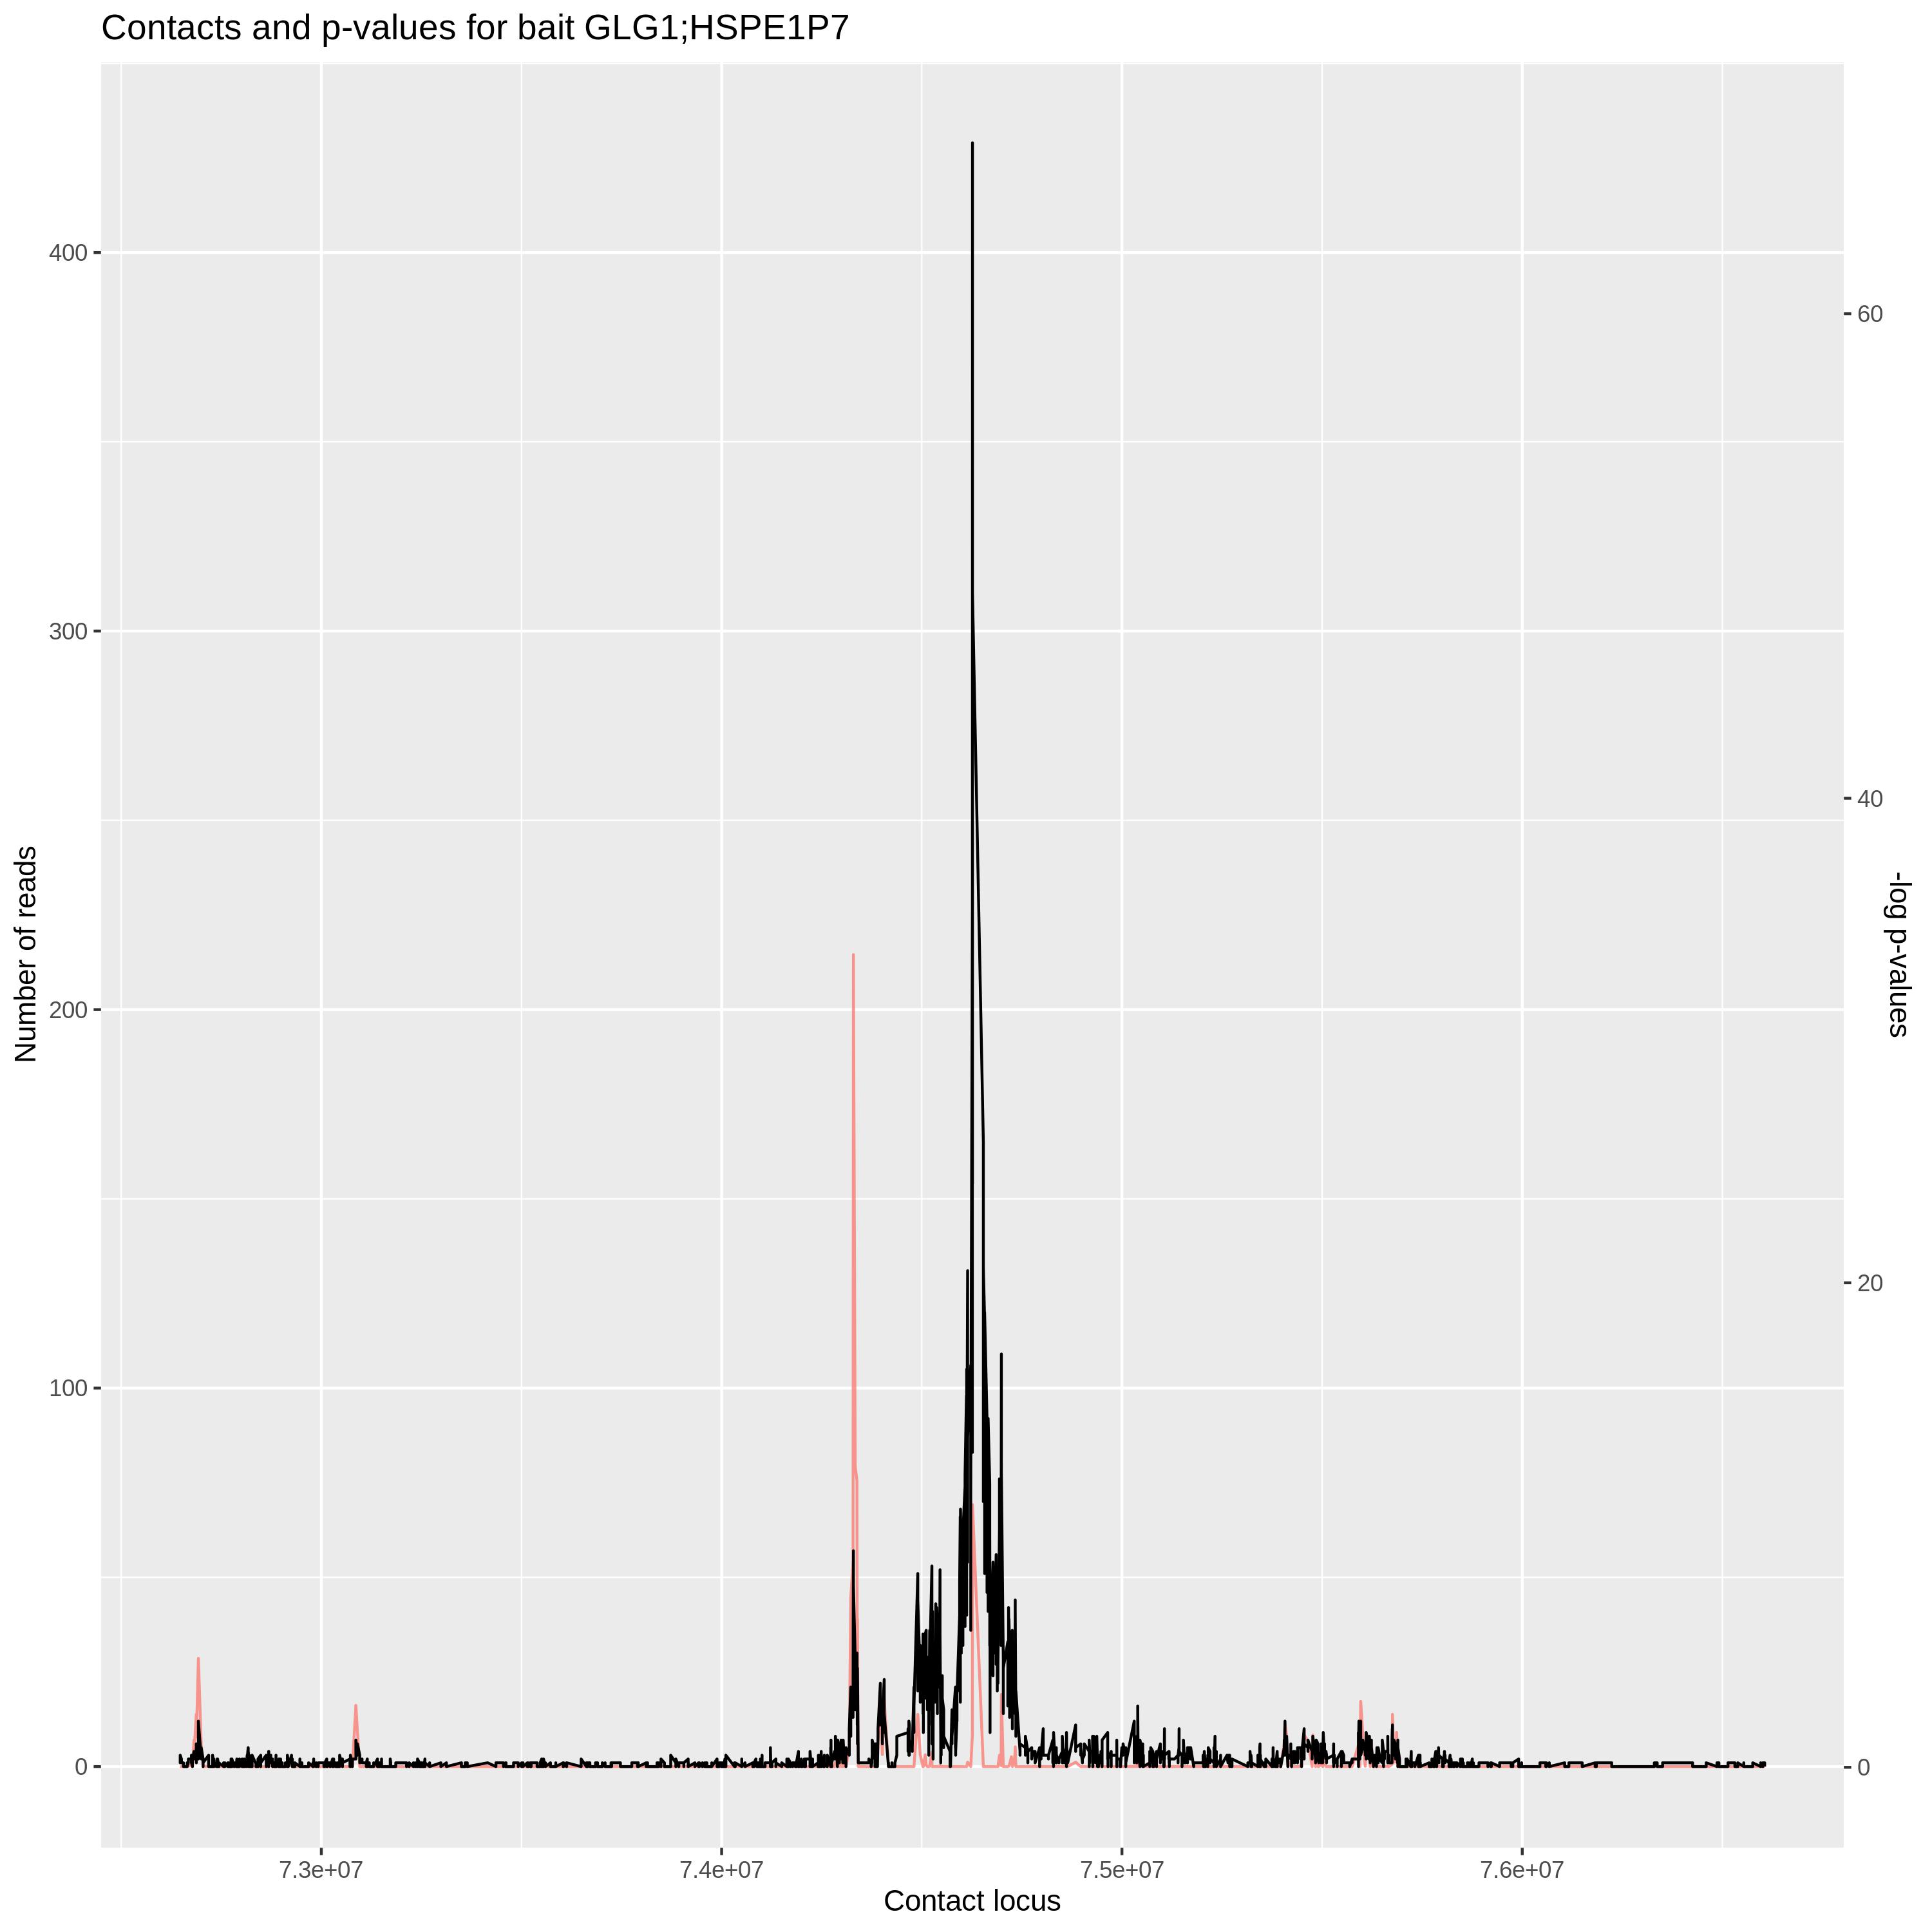 Contacts and p-values for bait GLG1;HSPE1P7
400
300
200
100
0
Number of reads
60
40
20
0
-log p-values
7.3e+07
7.4e+07
7.5e+07
7.6e+07
Contact locus